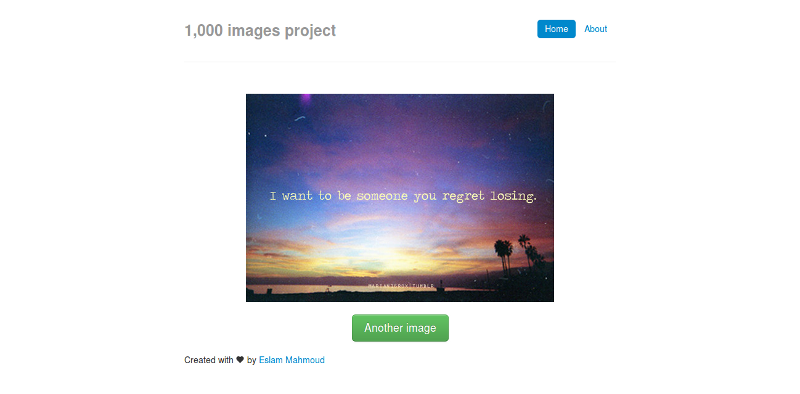 1,000 images project
Home
About
I want to be someone you regret losing.
Another image
Created with ♥ by Eslam Mahmoud